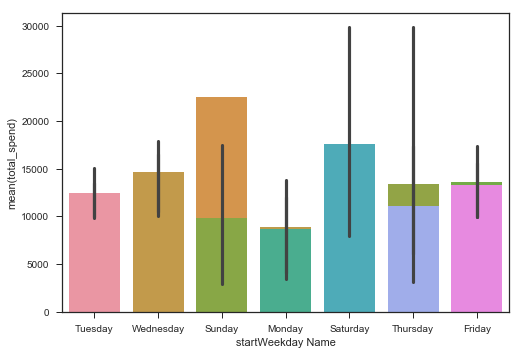 30000
25000
20000
15000
10000
5000
0
mean(total_spend)
Tuesday Wednesday Sunday Monday Saturday Thursday Friday
startWeekday Name